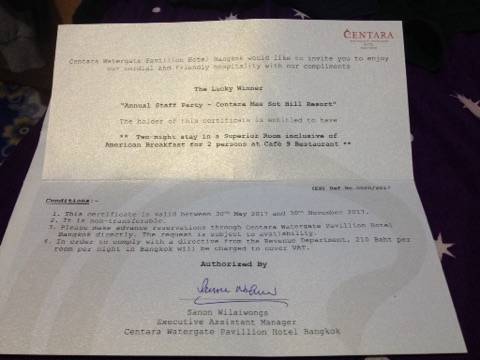 CENTARA
Centara Watergate Pavillion Hotel Bangkok would like to invite you to enjoy
our cordial and friendly hospitality with our compliments
The Lucky Winner
"Annual Staff Party - Centara Mae Sot Hill Resort"
The holder of this certificate is entitled to have
** Two-night stay in a Superior Room inclusive of
American Breakfast for 2 persons at Café 9 Restaurant **
Ref No.
Conditions:-
1. This certificate is valid between 30th May 2017 and 30th November 2017.
2. It is non-transferable.
3. Please make advance reservations through Centara Watergate Pavillion Hotel
Bangkok directly. The request is subject to availability.
4. In order to comply with a directive from the Revenue Department, 210 Baht per
room per night in Bangkok will be charged to cover VAT.
Authorized By
Sanon Wilaiwongs
Executive Assistant Manager
Centara Watergate Pavillion Hotel Bangkok